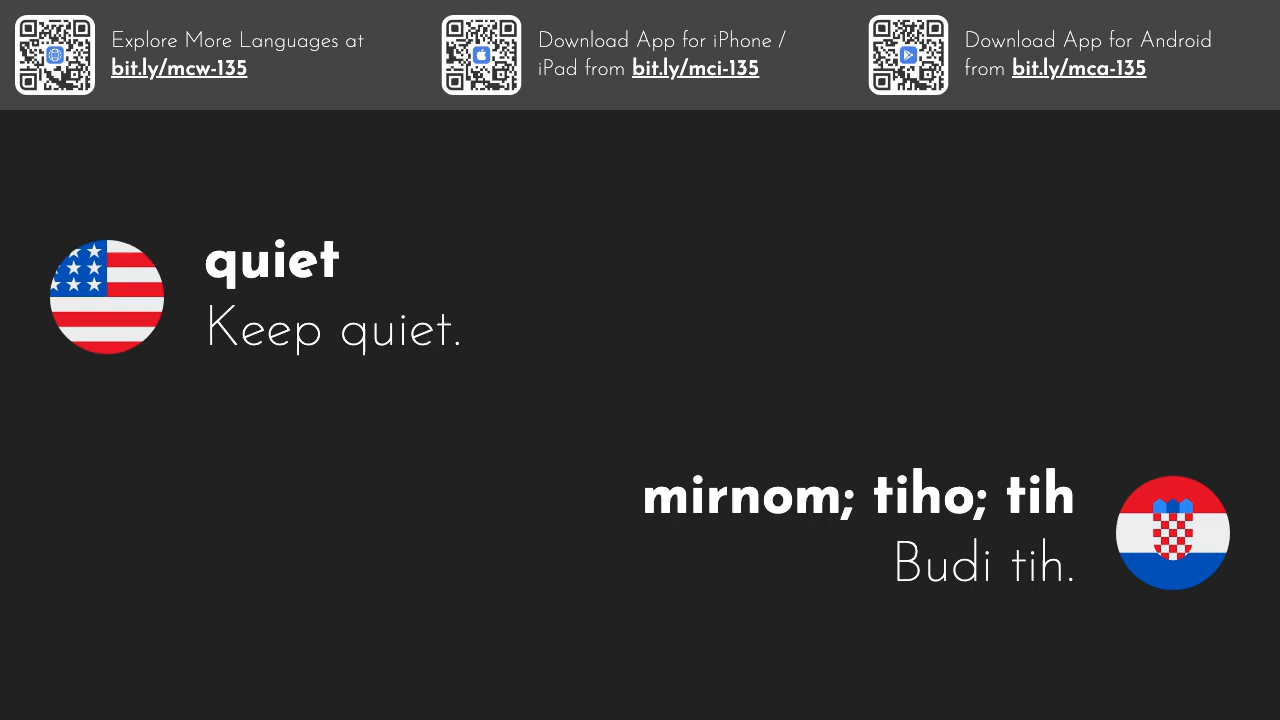 Explore More Languages at
bit.ly/mcw-135
Download App for iPhone /
iPad from bit.ly/mci-135
Download App for Android
from bit.ly/mca-135
quiet
Keep quiet.
mirnom; tiho; tih
Budi tih.